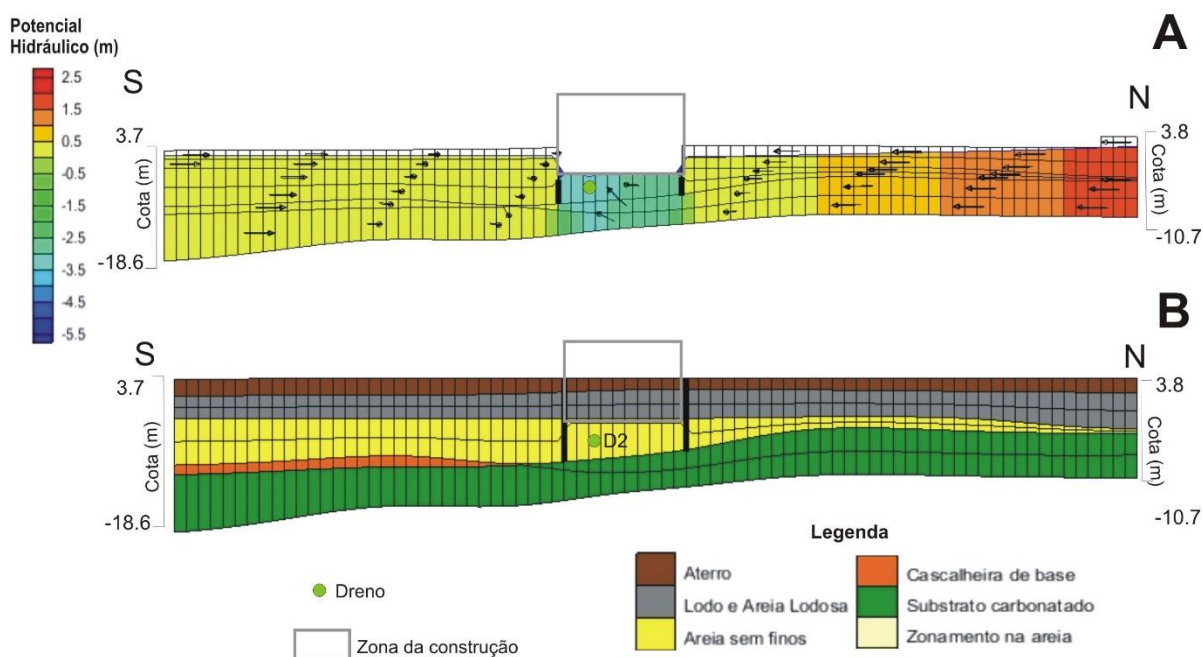 Potencial
Hidráulico (m)
2.5
1.5
0.5
-0.5
-1.5
-2.5
-3.5
-4.5
-5.5
A
S
N
3.7
Cota (m)
-18.6
3.8
Cota (m)
-10.7
B
S
N
3.7
Cota (m)
-18.6
D2
3.8
Cota (m)
-10.7
Legenda
Dreno
Zona da construção
Aterro
Lodo e Areia Lodosa
Areia sem finos
Cascalheira de base
Substrato carbonatado
Zonamento na areia